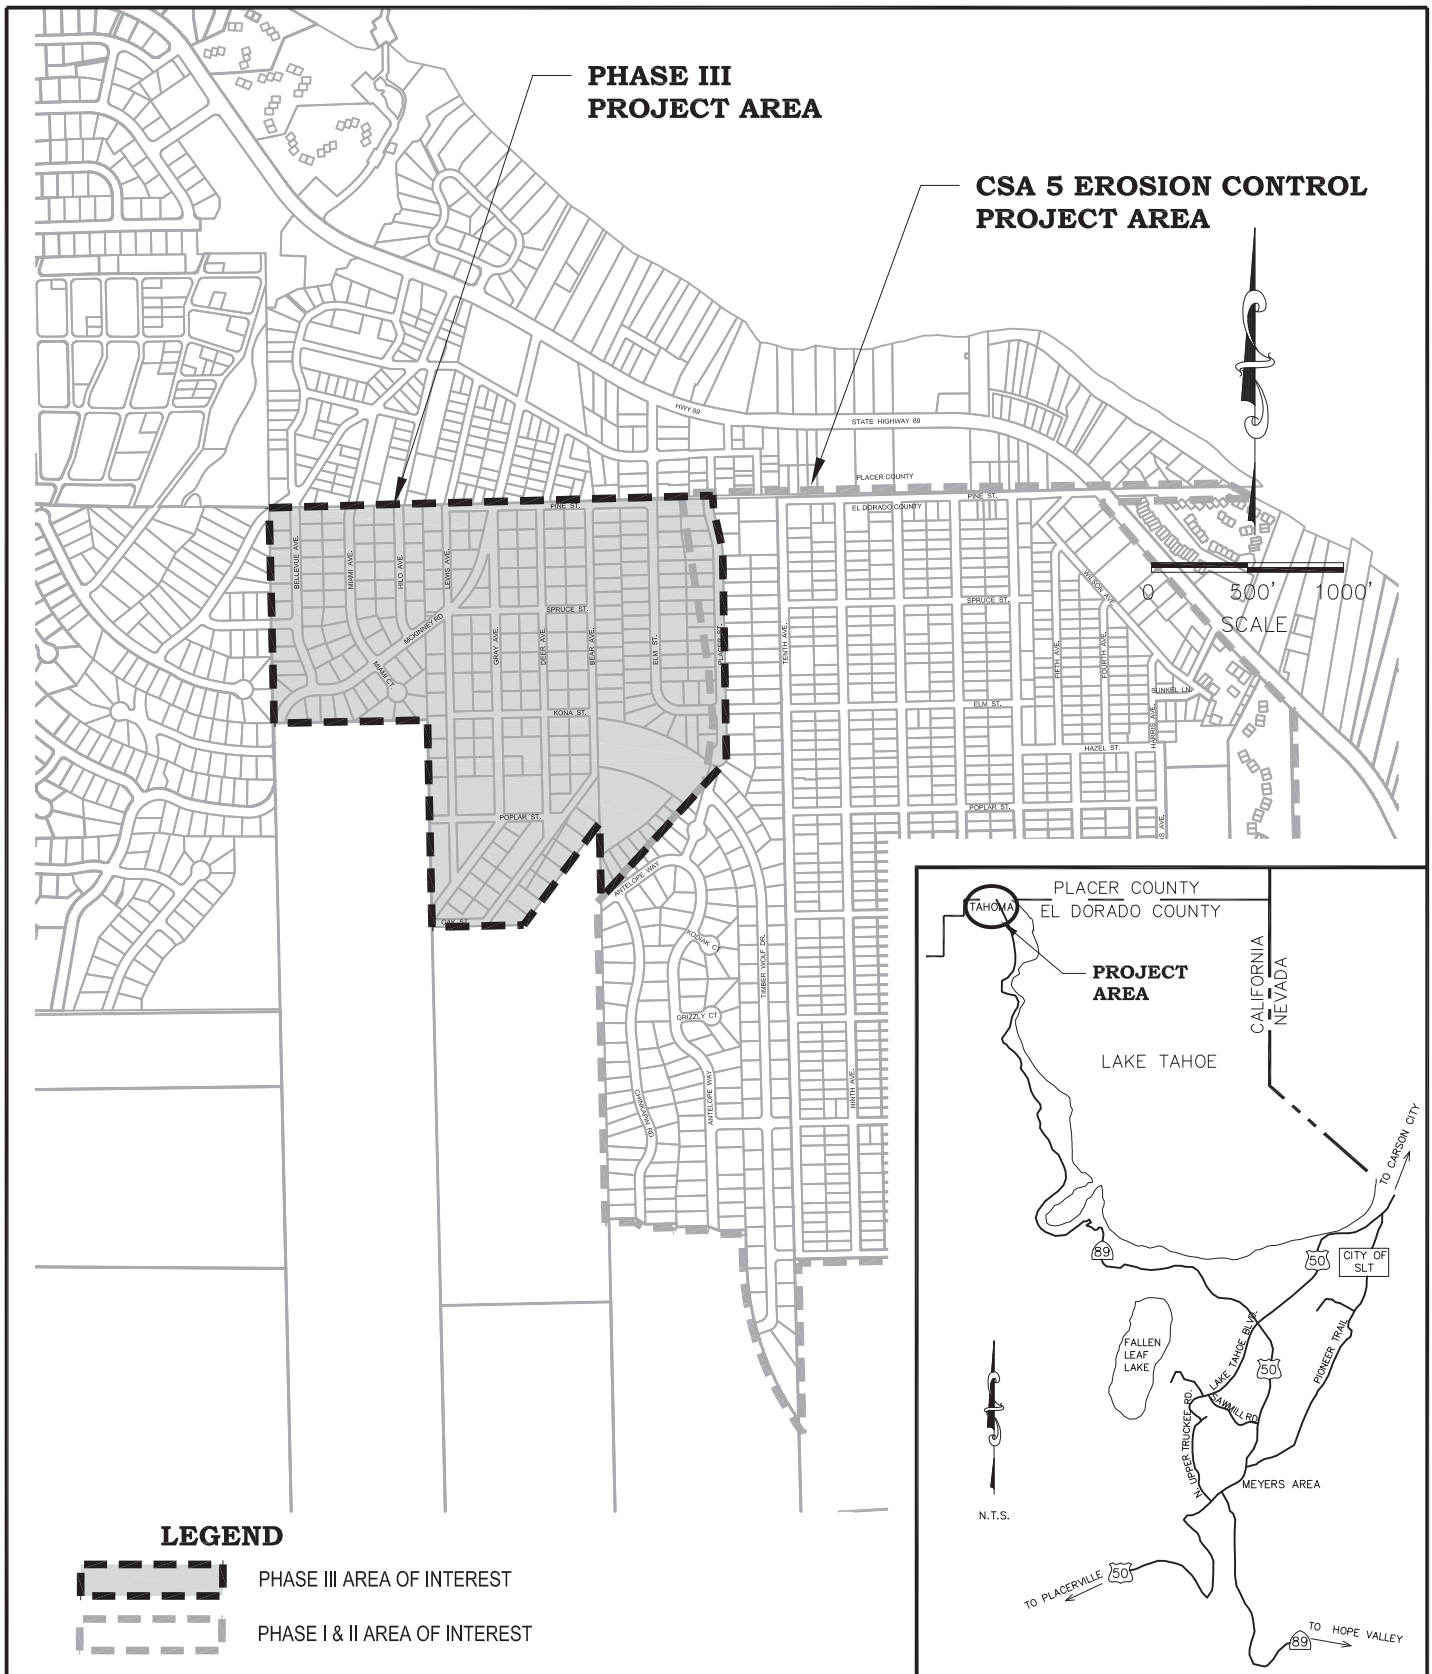 PHASE III
PROJECT AREA
CSA 5 EROSION CONTROL
PROJECT AREA
HWY 89
STATE HIGHWAY 89
PLACER COUNTY
PINE ST.
EL DORADO COUNTY
PINE ST.
BELLEVUE AVE.
MIAMI AVE.
HILO AVE.
LEWIS AVE.
MCKINNEY RD
MIAMI CT.
GRAY AVE.
DEER AVE.
BEAR AVE.
SPRUCE ST.
ELM ST.
PLACER ST.
TENTH AVE.
SPRUCE ST.
WILSON AVE
FIFTH AVE.
FOURTH AVE.
0 500' 1000'
SCALE
SUNKEL LN.
HARRIS AVE.
KONA ST.
ELM ST.
HAZEL ST.
POPLAR ST.
POPLAR ST.
IS AVE.
OAK ST.
ANTELOPE WAY
KODIAK CT.
TIMBER WOLF DR.
GRIZZLY CT.
CHINKAPIN RD.
ANTELOPE WAY
NINTH AVE.
TAHOMA
PLACER COUNTY
EL DORADO COUNTY
PROJECT
AREA
CALIFORNIA
NEVADA
LAKE TAHOE
TO CARSON CITY
89
50
CITY OF
SLT
FALLEN
LEAF
LAKE
LAKE TAHOE BLVD.
50
PIONEER TRAIL
SAWMILL RD.
N. UPPER TRUCKEE RD.
MEYERS AREA
N.T.S.
TO PLACERVILLE
50
89
TO HOPE VALLEY
LEGEND
PHASE III AREA OF INTEREST
PHASE I & II AREA OF INTEREST